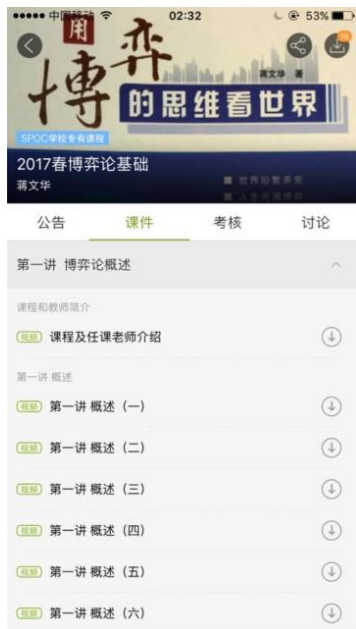 中国移动 02:32 53%
用博弈的思维看世界
蒋文华 著
SPOC学校专有课程
2017春博弈论基础
蒋文华
世界纷繁多变
公告 课件 考核 讨论
第一讲 博弈论概述
课程和教师简介
视频 课程及任课老师介绍
第一讲 概述
视频 第一讲 概述（一）
视频 第一讲 概述（二）
视频 第一讲 概述（三）
视频 第一讲 概述（四）
视频 第一讲 概述（五）
视频 第一讲 概述（六）